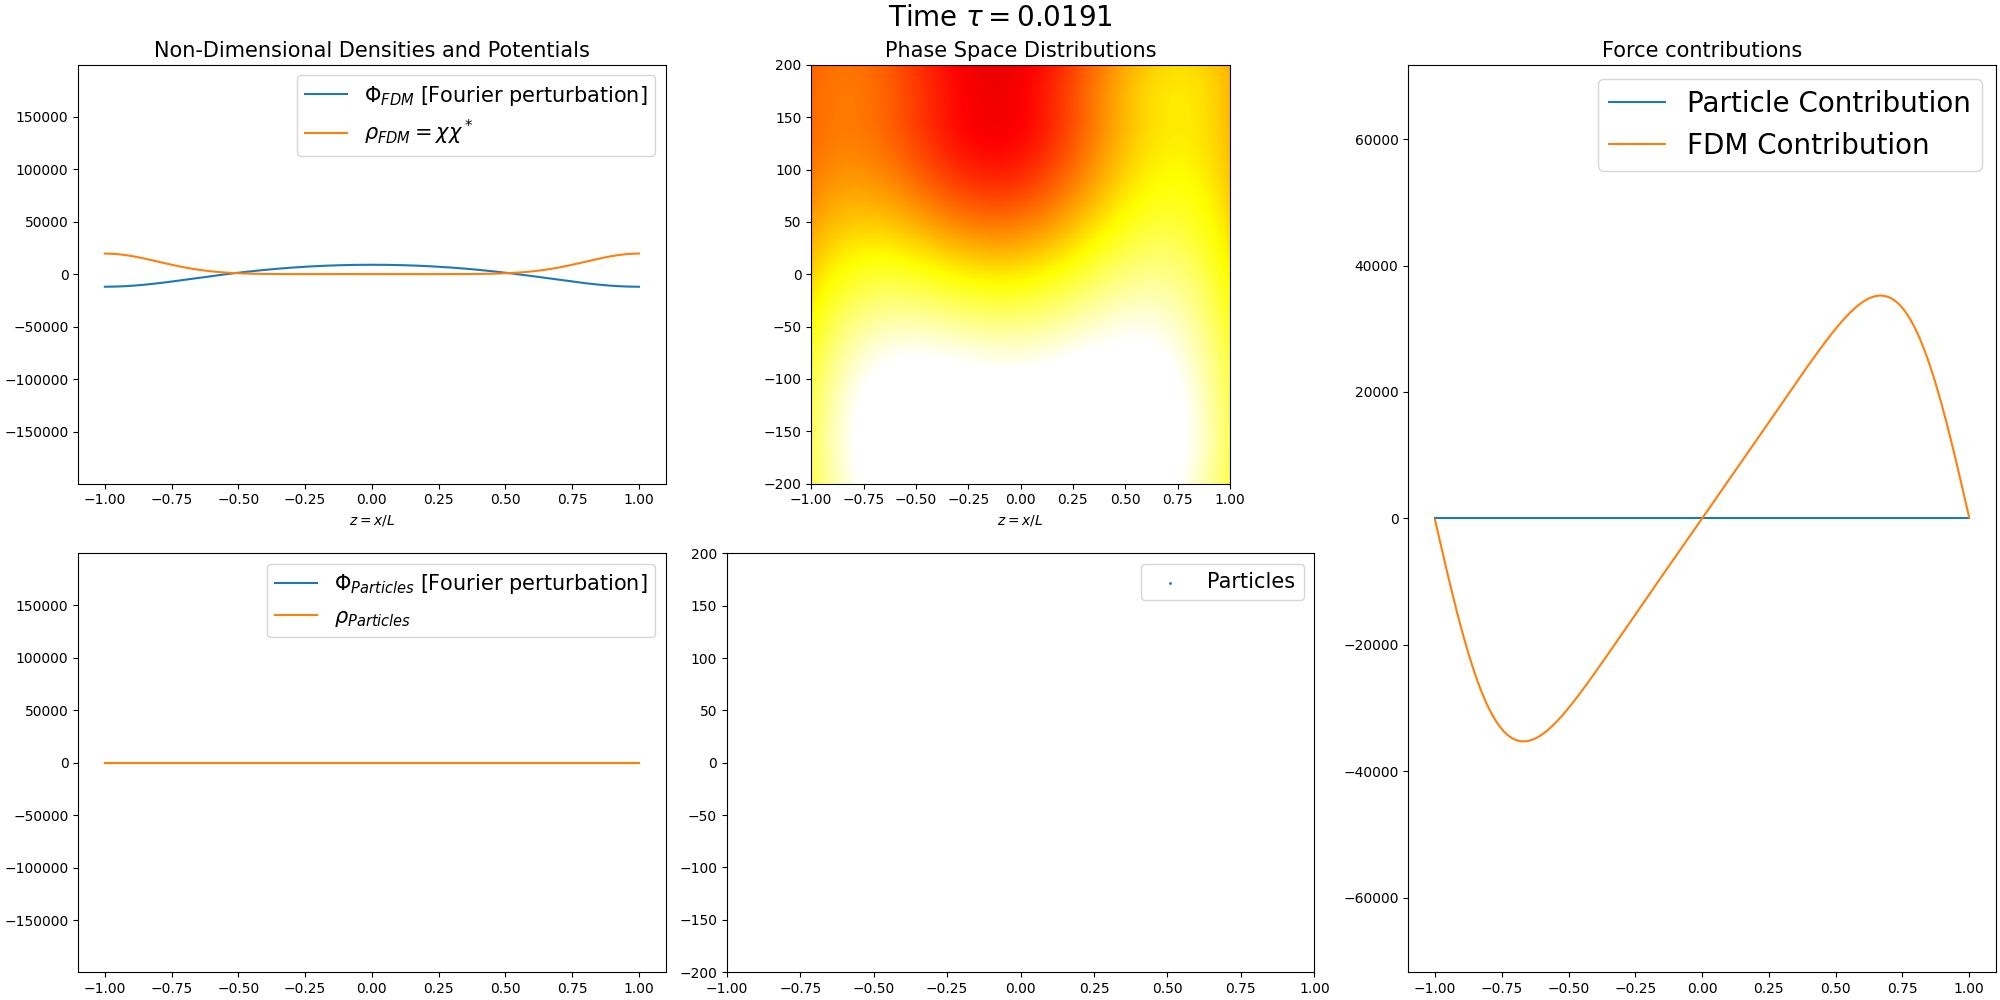 Time τ = 0.0191
Non-Dimensional Densities and Potentials
Φ_FDM [Fourier perturbation]
ρ_FDM = χχ*
150000
100000
50000
0
−50000
−100000
−150000
−1.00 −0.75 −0.50 −0.25 0.00 0.25 0.50 0.75 1.00
z = x/L
Phase Space Distributions
200
150
100
50
0
−50
−100
−150
−200
−1.00 −0.75 −0.50 −0.25 0.00 0.25 0.50 0.75 1.00
z = x/L
Force contributions
Particle Contribution
FDM Contribution
60000
40000
20000
0
−20000
−40000
−60000
−1.00 −0.75 −0.50 −0.25 0.00 0.25 0.50 0.75 1.00
Φ_Particles [Fourier perturbation]
ρ_Particles
150000
100000
50000
0
−50000
−100000
−150000
−1.00 −0.75 −0.50 −0.25 0.00 0.25 0.50 0.75 1.00
Particles
200
150
100
50
0
−50
−100
−150
−200
−1.00 −0.75 −0.50 −0.25 0.00 0.25 0.50 0.75 1.00